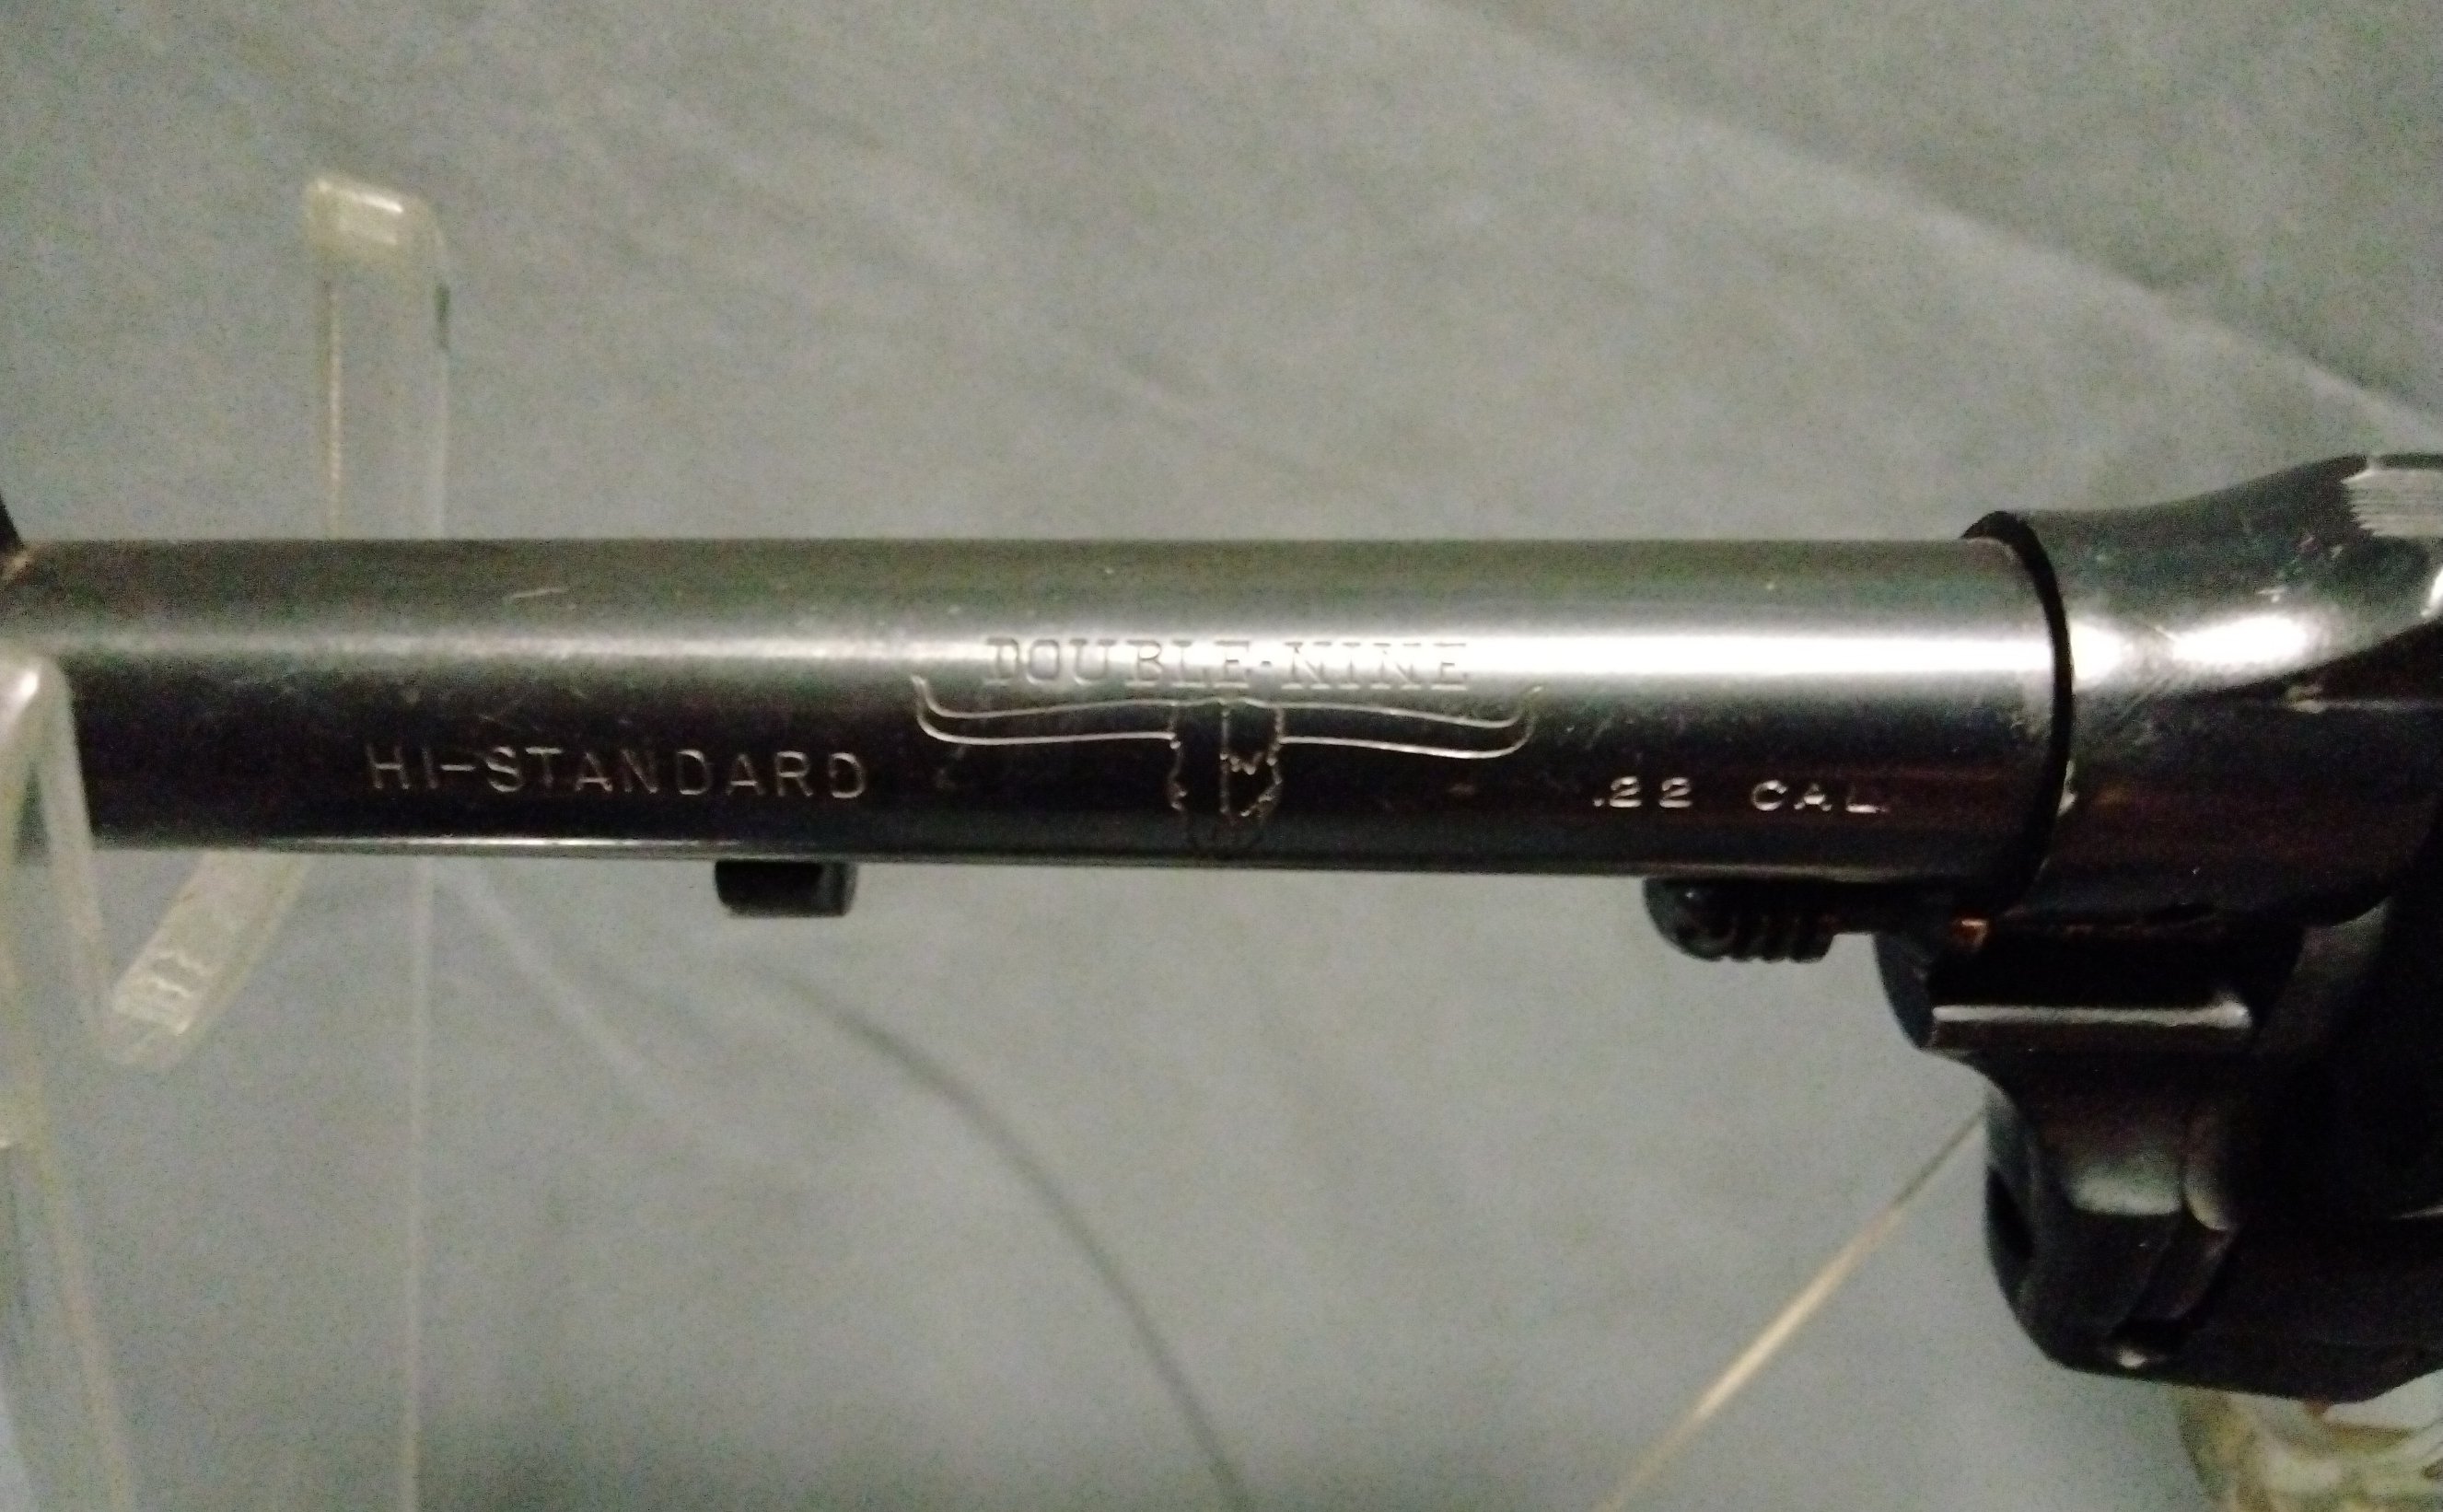 DOUBLE-NINE
HI-STANDARD
.22 CAL.